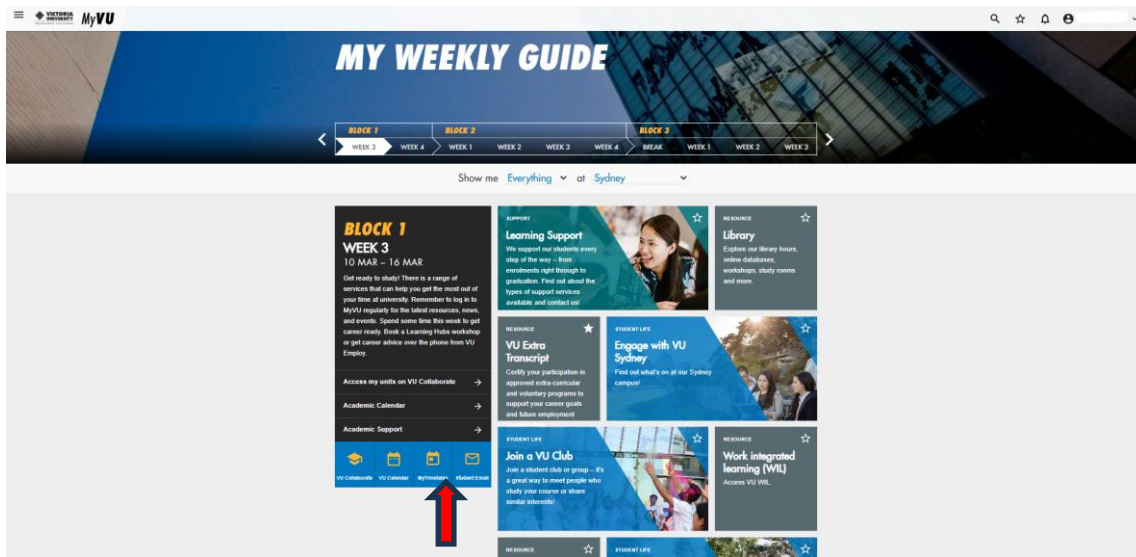 VICTORIA UNIVERSITY MyVU
MY WEEKLY GUIDE
BLOCK 1 BLOCK 2 BLOCK 3
WEEK 3 WEEK 4 WEEK 1 WEEK 2 WEEK 3 WEEK 4 BREAK WEEK 1 WEEK 2 WEEK 3
Show me Everything at Sydney
BLOCK 1
WEEK 3
10 MAR – 16 MAR
Get ready to study! There is a range of
services that can help you get the most out of
your time at university. Remember to log in to
MyVU regularly for the latest resources, news,
and events. Spend some time this week to get
career ready. Book a Learning Hubs workshop
or get career advice over the phone from VU
Employ.
Access my units on VU Collaborate
Academic Calendar
Academic Support
VU Collaborate VU Calendar MyTimetable Student Email
SUPPORT
Learning Support
We support our students every
step of the way – from
enrolments right through to
graduation. Find out about the
types of support services
available and contact us!
RESOURCE
Library
Explore our library hours,
online databases,
workshops, study rooms
and more.
RESOURCE
VU Extra
Transcript
Certify your participation in
approved extra-curricular
and voluntary programs to
support your career goals
and future employment
STUDENT LIFE
Engage with VU
Sydney
Find out what's on at our Sydney
campus!
STUDENT LIFE
Join a VU Club
Join a student club or group – it's
a great way to meet people who
study your course or share
similar interests!
RESOURCE
Work integrated
learning (WIL)
Access VU WIL.
RESOURCE
STUDENT LIFE